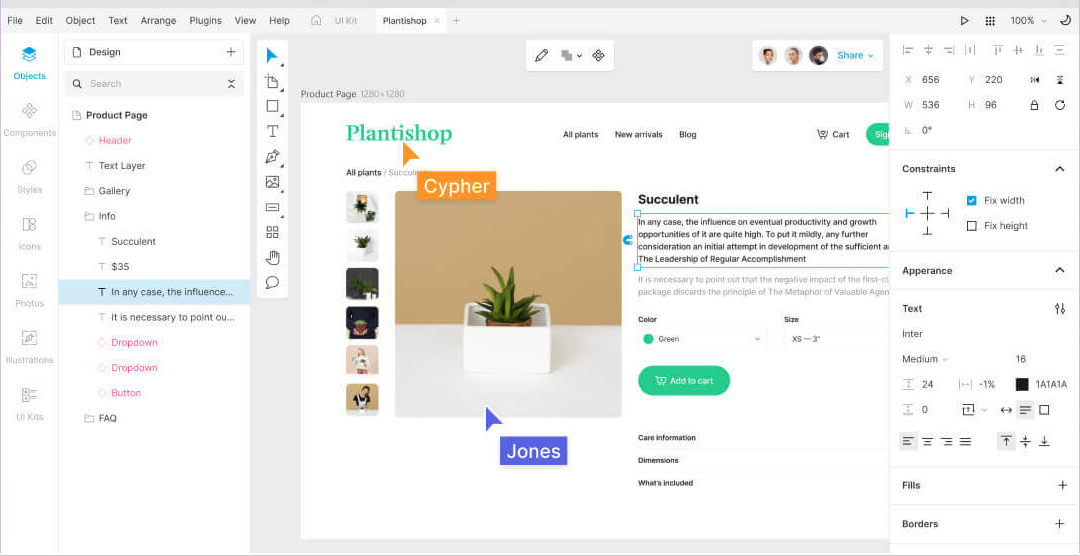 File Edit Object Text Arrange Plugins View Help UI Kit Plantishop 100%
Objects
Components
Styles
Icons
Photos
Illustrations
UI Kits
Design
Search
Product Page
Header
Text Layer
Gallery
Info
Succulent
$35
In any case, the influence...
It is necessary to point ou...
Dropdown
Dropdown
Button
FAQ
Share
Product Page 1280×1280
Plantishop
All plants New arrivals Blog Cart
All plants /
Cypher
Succulent
In any case, the influence on eventual productivity and growth
opportunities of it are quite high. To put it mildly, any further
consideration an initial attempt in development of the sufficient
The Leadership of Regular Accomplishment
It is necessary to point out that the negative impact of the
package discards the principle of The Metaphor of Valuable
Color Size
Green XS — 3"
Add to cart
Jones
Care information
Dimensions
What's included
X 656 Y 220
W 536 H 96
0°
Constraints
Fix width
Fix height
Apperance
Text
Inter
Medium 16
24 -1% 1A1A1A
0
Fills
Borders